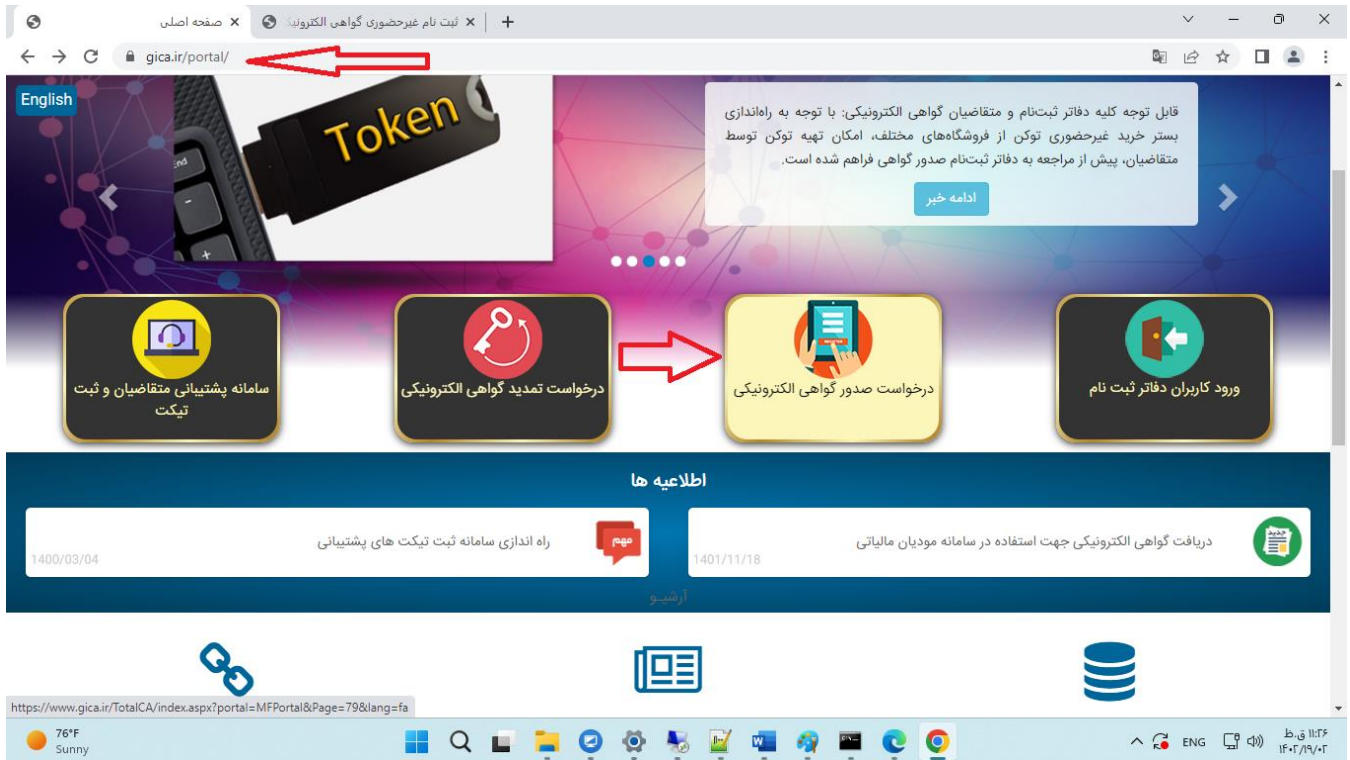 صفحه اصلی
ثبت نام غیرحضوری گواهی الکترونیک
gica.ir/portal/
English
Token
End
قابل توجه کلیه دفاتر ثبت‌نام و متقاضیان گواهی الکترونیکی: با توجه به راه‌اندازی
بستر خرید غیرحضوری توکن از فروشگاه‌های مختلف، امکان تهیه توکن توسط
متقاضیان، پیش از مراجعه به دفاتر ثبت‌نام صدور گواهی فراهم شده است.
ادامه خبر
ورود کاربران دفاتر ثبت نام
درخواست صدور گواهی الکترونیکی
درخواست تمدید گواهی الکترونیکی
سامانه پشتیبانی متقاضیان و ثبت
تیکت
اطلاعیه ها
جدید
دریافت گواهی الکترونیکی جهت استفاده در سامانه مودیان مالیاتی
1401/11/18
مهم
راه اندازی سامانه ثبت تیکت های پشتیبانی
1400/03/04
آرشیـو
https://www.gica.ir/TotalCA/index.aspx?portal=MFPortal&Page=79&lang=fa
76°F
Sunny
ENG
۱۱:۲۶ ق.ظ
۱۴۰۲/۱۹/۰۲